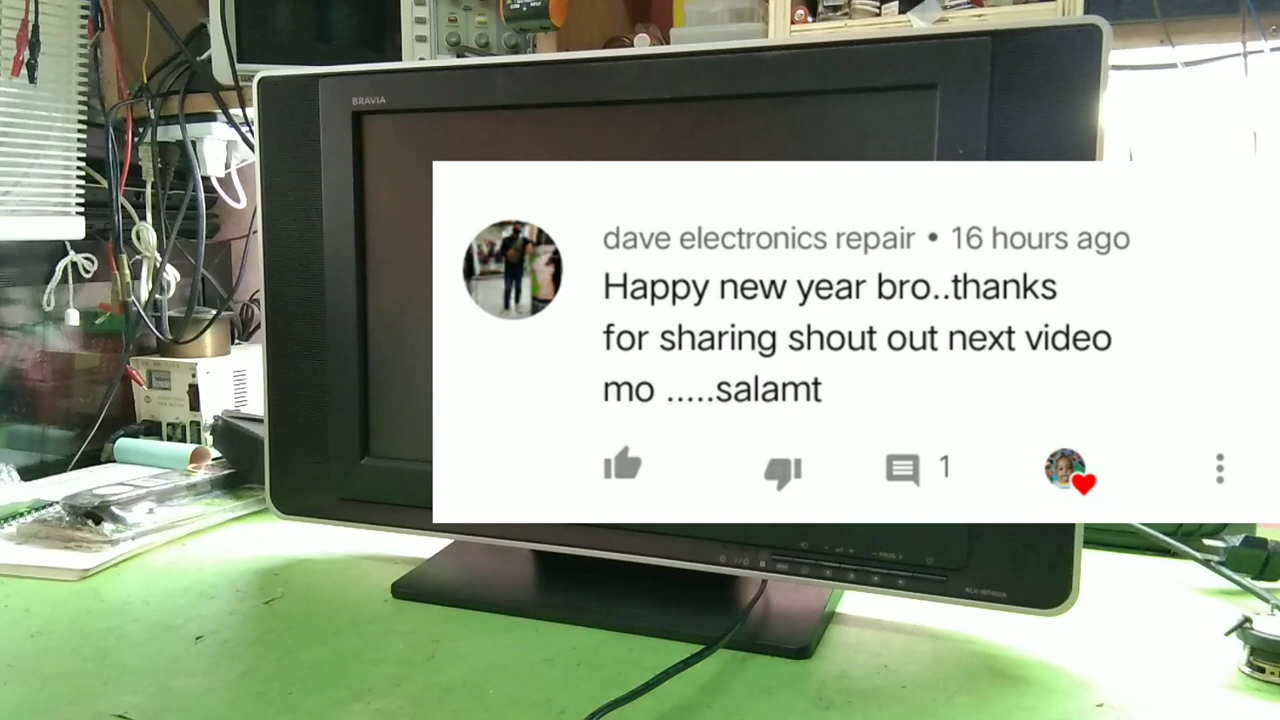 BRAVIA
dave electronics repair • 16 hours ago
Happy new year bro..thanks
for sharing shout out next video
mo .....salamt
1